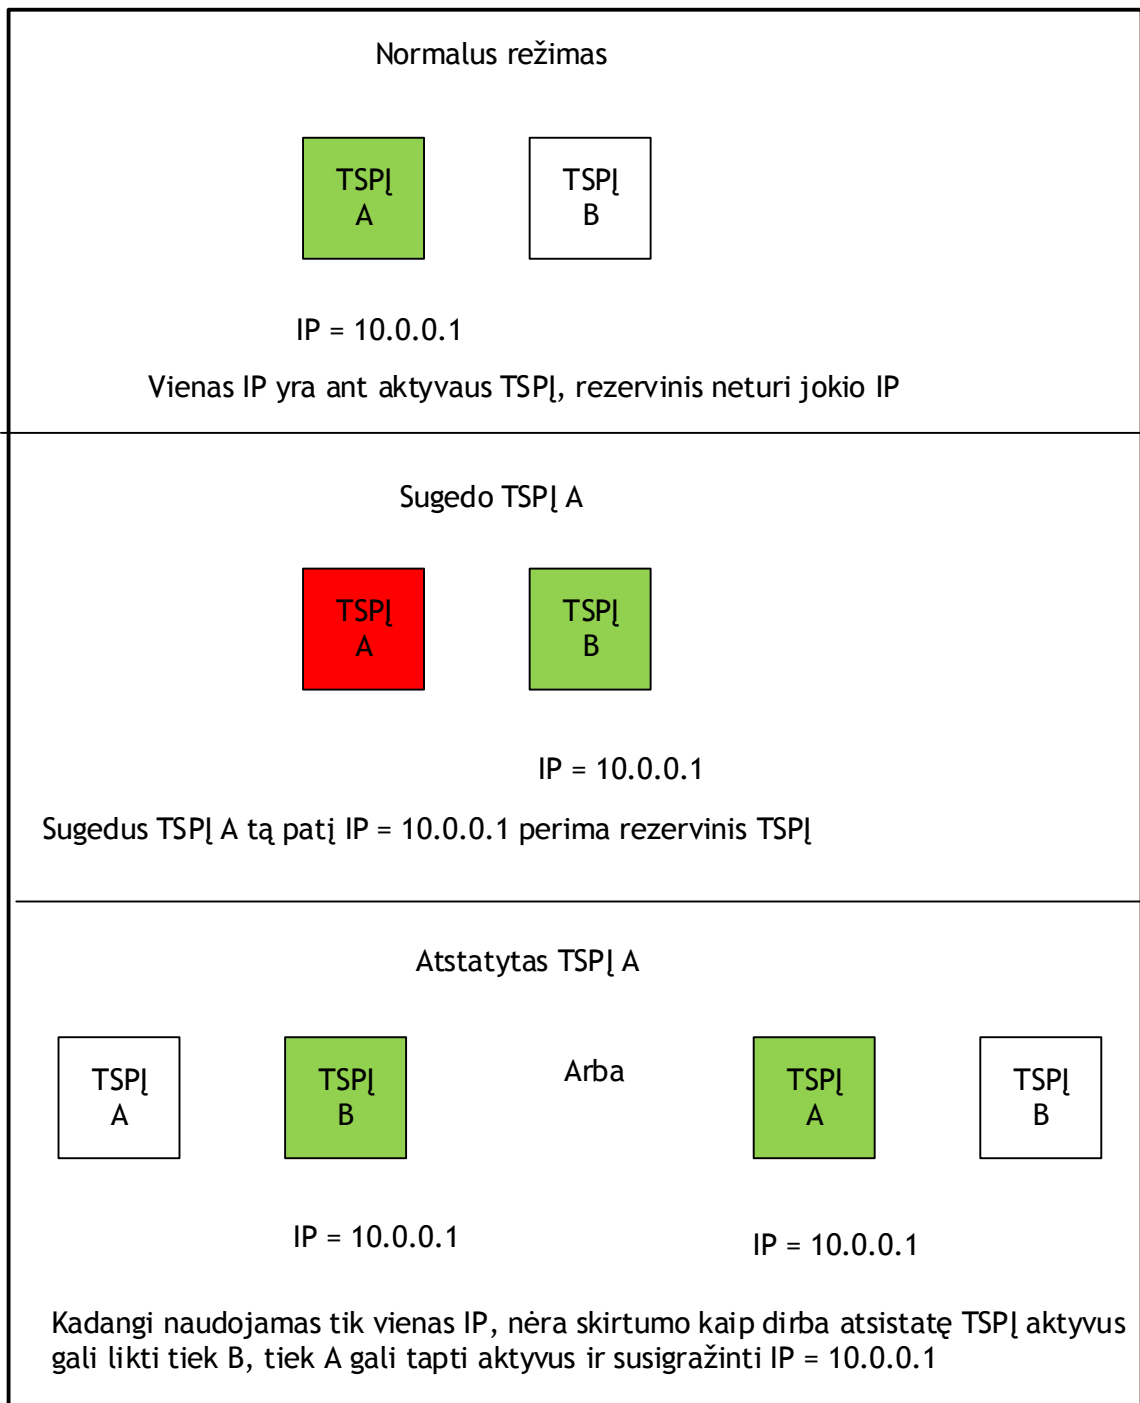 Normalus režimas
TSPĮ
A
TSPĮ
B
IP = 10.0.0.1
Vienas IP yra ant aktyvaus TSPĮ, rezervinis neturi jokio IP
Sugedo TSPĮ A
TSPĮ
A
TSPĮ
B
IP = 10.0.0.1
Sugedus TSPĮ A tą patį IP = 10.0.0.1 perima rezervinis TSPĮ
Atstatytas TSPĮ A
TSPĮ
A
TSPĮ
B
Arba
TSPĮ
A
TSPĮ
B
IP = 10.0.0.1
IP = 10.0.0.1
Kadangi naudojamas tik vienas IP, nėra skirtumo kaip dirba atsistatę TSPĮ aktyvus
gali likti tiek B, tiek A gali tapti aktyvus ir susigražinti IP = 10.0.0.1